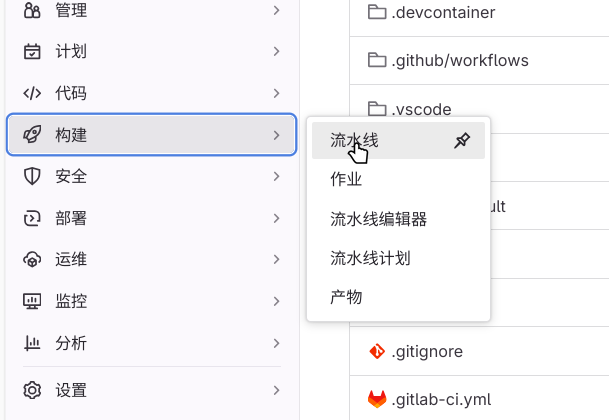 管理
计划
代码
构建
安全
部署
运维
监控
分析
设置
流水线
作业
流水线编辑器
流水线计划
产物
.devcontainer
.github/workflows
.vscode
ult
.gitignore
.gitlab-ci.yml